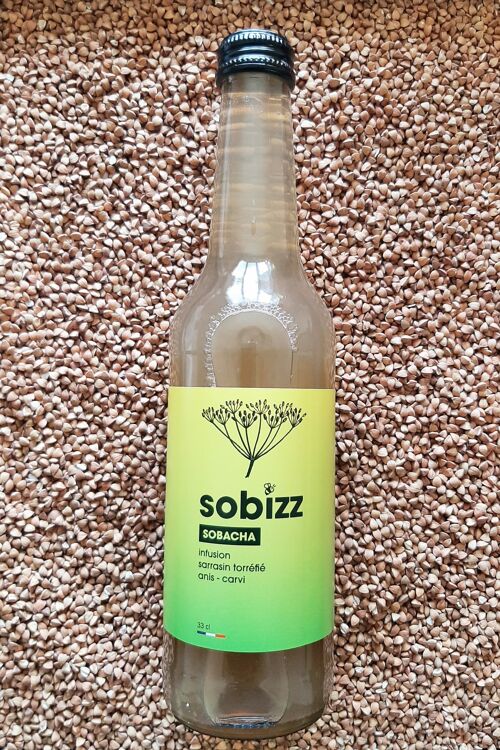 sobizz
SOBACHA
infusion
sarrasin torréfié
anis - carvi
33 cl